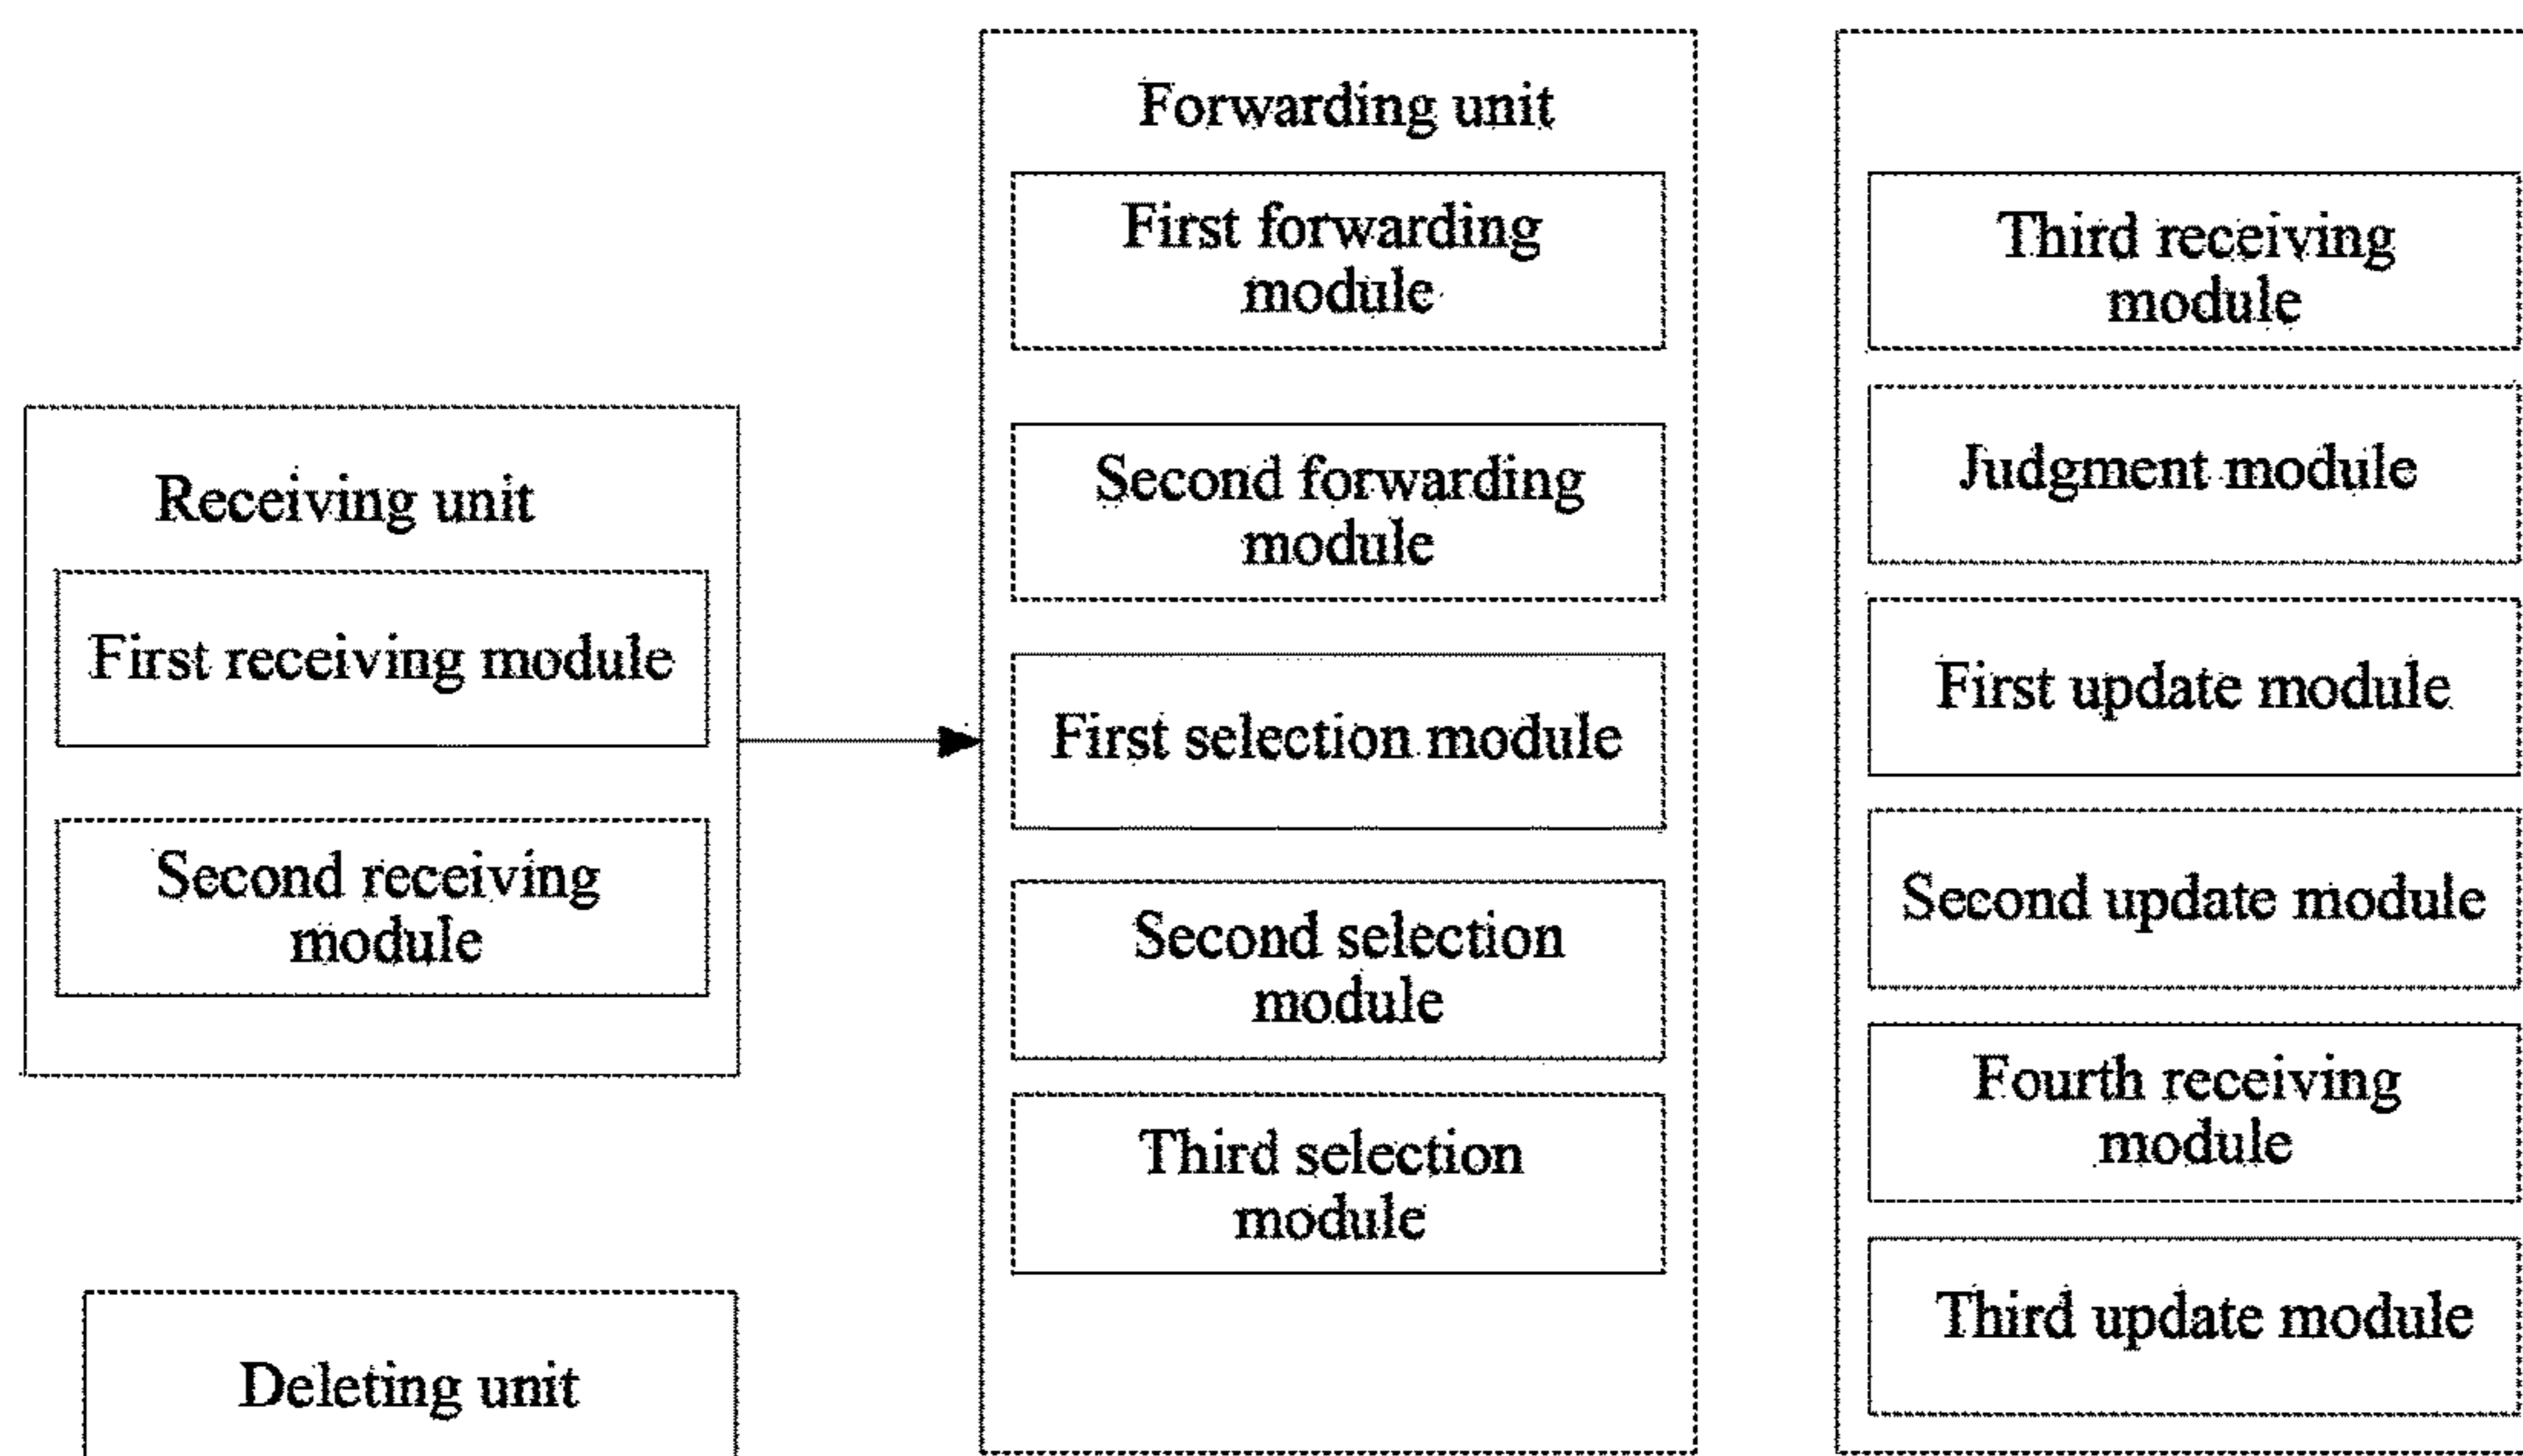 Receiving unit
First receiving module
Second receiving
module
Deleting unit
Forwarding unit
First forwarding
module
Second forwarding
module
First selection module
Second selection
module
Third selection
module
Third receiving
module
Judgment module
First update module
Second update module
Fourth receiving
module
Third update module